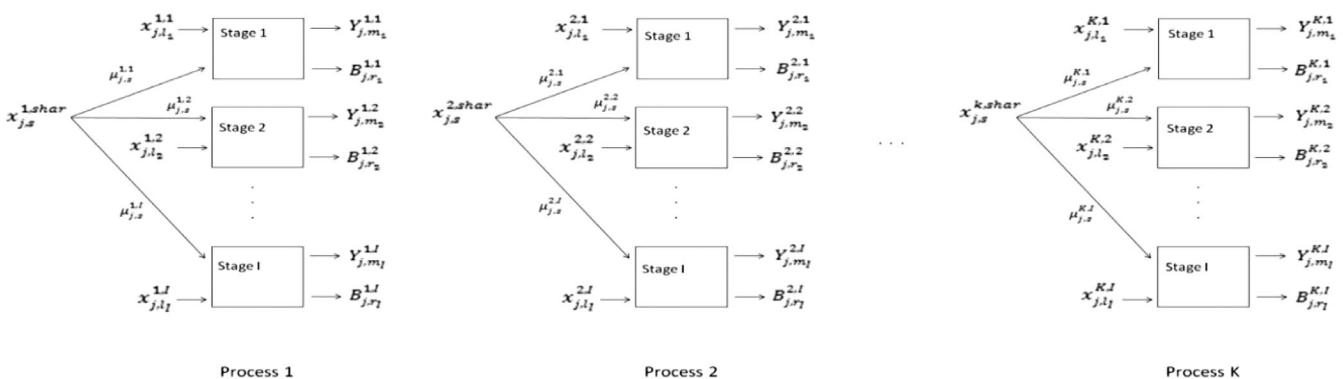 x_{j,l_1}^{1,1} Stage 1 Y_{j,m_1}^{1,1}
μ_{j,s}^{1,1} B_{j,r_1}^{1,1}
x_{j,s}^{1,shar} μ_{j,s}^{1,2} Stage 2 Y_{j,m_2}^{1,2}
x_{j,l_2}^{1,2} B_{j,r_2}^{1,2}
μ_{j,s}^{1,I}
Stage I Y_{j,m_I}^{1,I}
x_{j,l_I}^{1,I} B_{j,r_I}^{1,I}
Process 1
x_{j,l_1}^{2,1} Stage 1 Y_{j,m_1}^{2,1}
μ_{j,s}^{2,1} B_{j,r_1}^{2,1}
x_{j,s}^{2,shar} μ_{j,s}^{2,2} Stage 2 Y_{j,m_2}^{2,2}
x_{j,l_2}^{2,2} B_{j,r_2}^{2,2}
μ_{j,s}^{2,I}
Stage I Y_{j,m_I}^{2,I}
x_{j,l_I}^{2,I} B_{j,r_I}^{2,I}
Process 2
. . .
x_{j,l_1}^{K,1} Stage 1 Y_{j,m_1}^{K,1}
μ_{j,s}^{K,1} B_{j,r_1}^{K,1}
x_{j,s}^{k,shar} μ_{j,s}^{K,2} Stage 2 Y_{j,m_2}^{K,2}
x_{j,l_2}^{K,2} B_{j,r_2}^{K,2}
μ_{j,s}^{K,I}
Stage I Y_{j,m_I}^{K,I}
x_{j,l_I}^{K,I} B_{j,r_I}^{K,I}
Process K